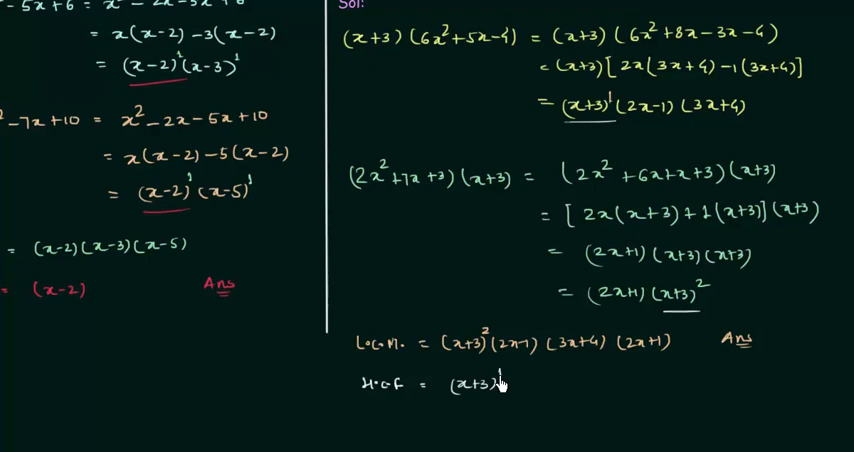 - 5x + 6 = x² - 2x - 3x + 6
= x(x-2) - 3(x-2)
= (x-2)¹(x-3)¹
² - 7x + 10 = x² - 2x - 5x + 10
= x(x-2) - 5(x-2)
= (x-2)¹ (x-5)¹
= (x-2)(x-3)(x-5)
= (x-2) Ans
Sol:
(x+3) (6x² + 5x - 4) = (x+3) (6x² + 8x - 3x - 4)
= (x+3) [2x(3x+4) - 1(3x+4)]
= (x+3)¹ (2x-1) (3x+4)
(2x² + 7x + 3) (x+3) = (2x² + 6x + x + 3) (x+3)
= [2x(x+3) + 1(x+3)] (x+3)
= (2x+1) (x+3) (x+3)
= (2x+1) (x+3)²
L.C.M. = (x+3)² (2x-1) (3x+4) (2x+1) Ans
H.C.F = (x+3)¹